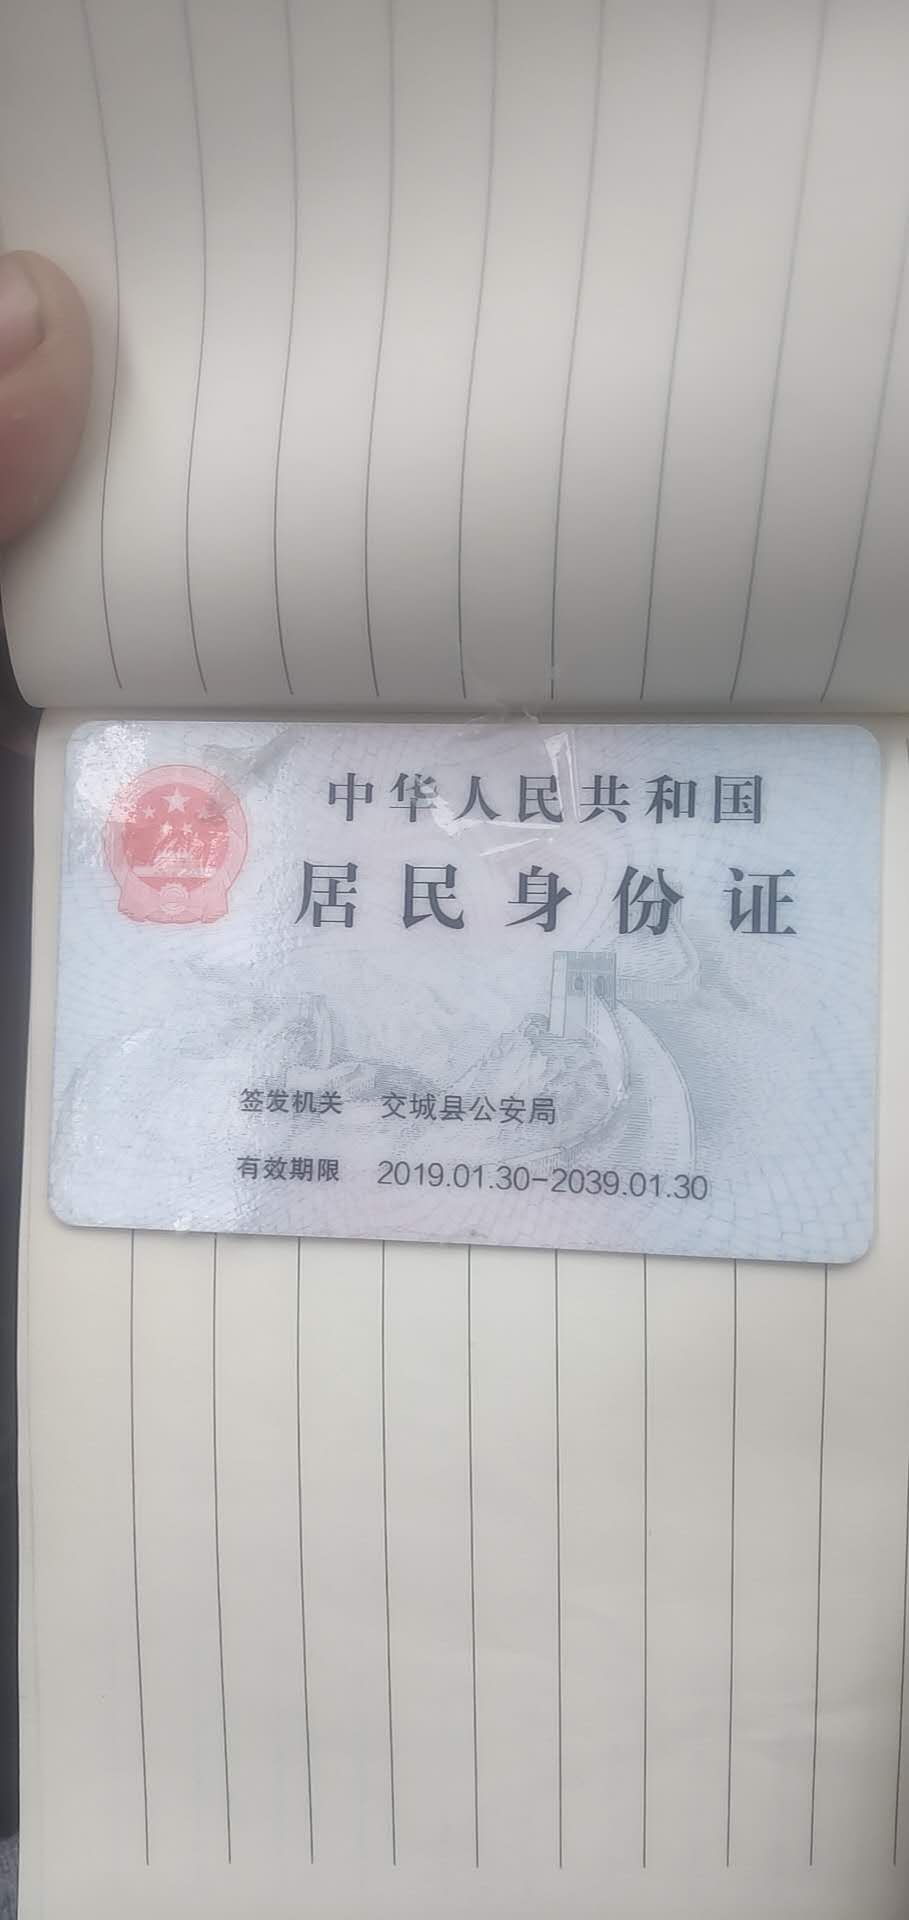 中华人民共和国
居民身份证
签发机关 交城县公安局
有效期限 2019.01.30-2039.01.30